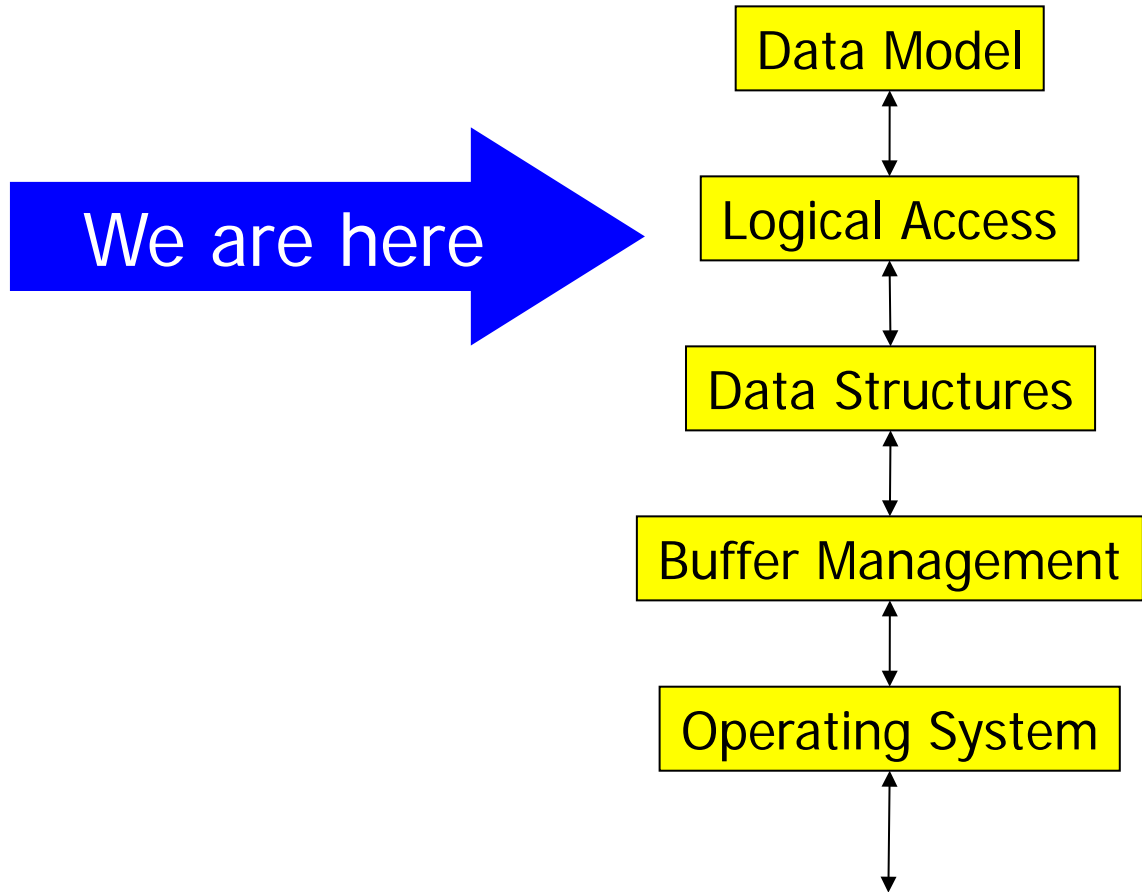 Data Model
We are here
Logical Access
Data Structures
Buffer Management
Operating System